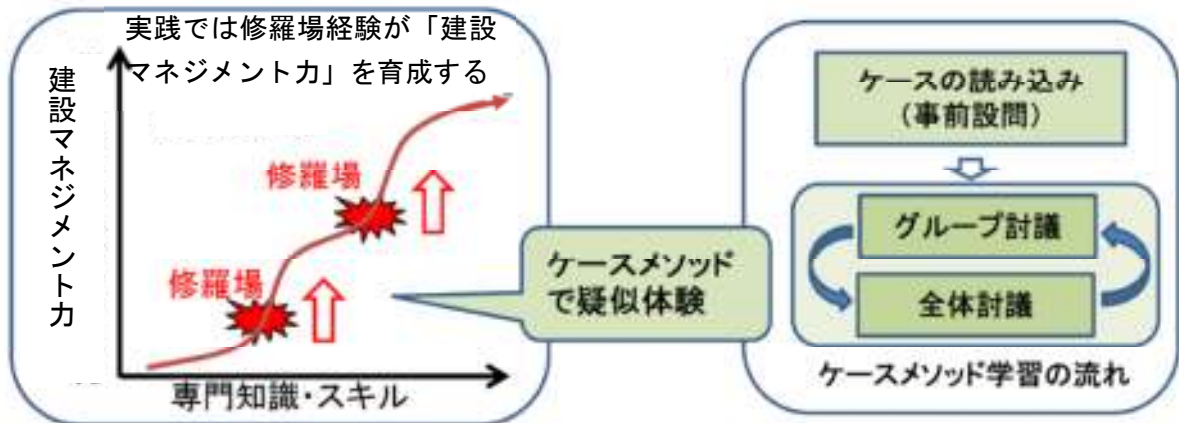 実践では修羅場経験が「建設
マネジメント力」を育成する
建設マネジメント力
修羅場
修羅場
専門知識・スキル
ケースメソッド
で疑似体験
ケースの読み込み
（事前設問）
グループ討議
全体討議
ケースメソッド学習の流れ